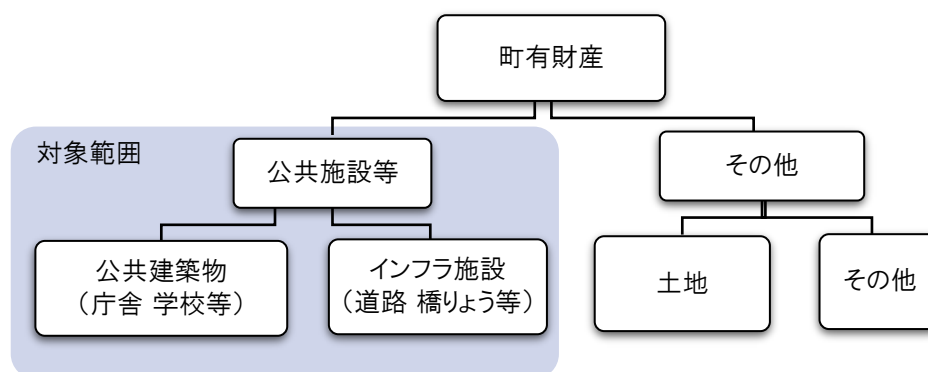 町有財産
対象範囲
公共施設等
その他
公共建築物
（庁舎 学校等）
インフラ施設
（道路 橋りょう等）
土地
その他